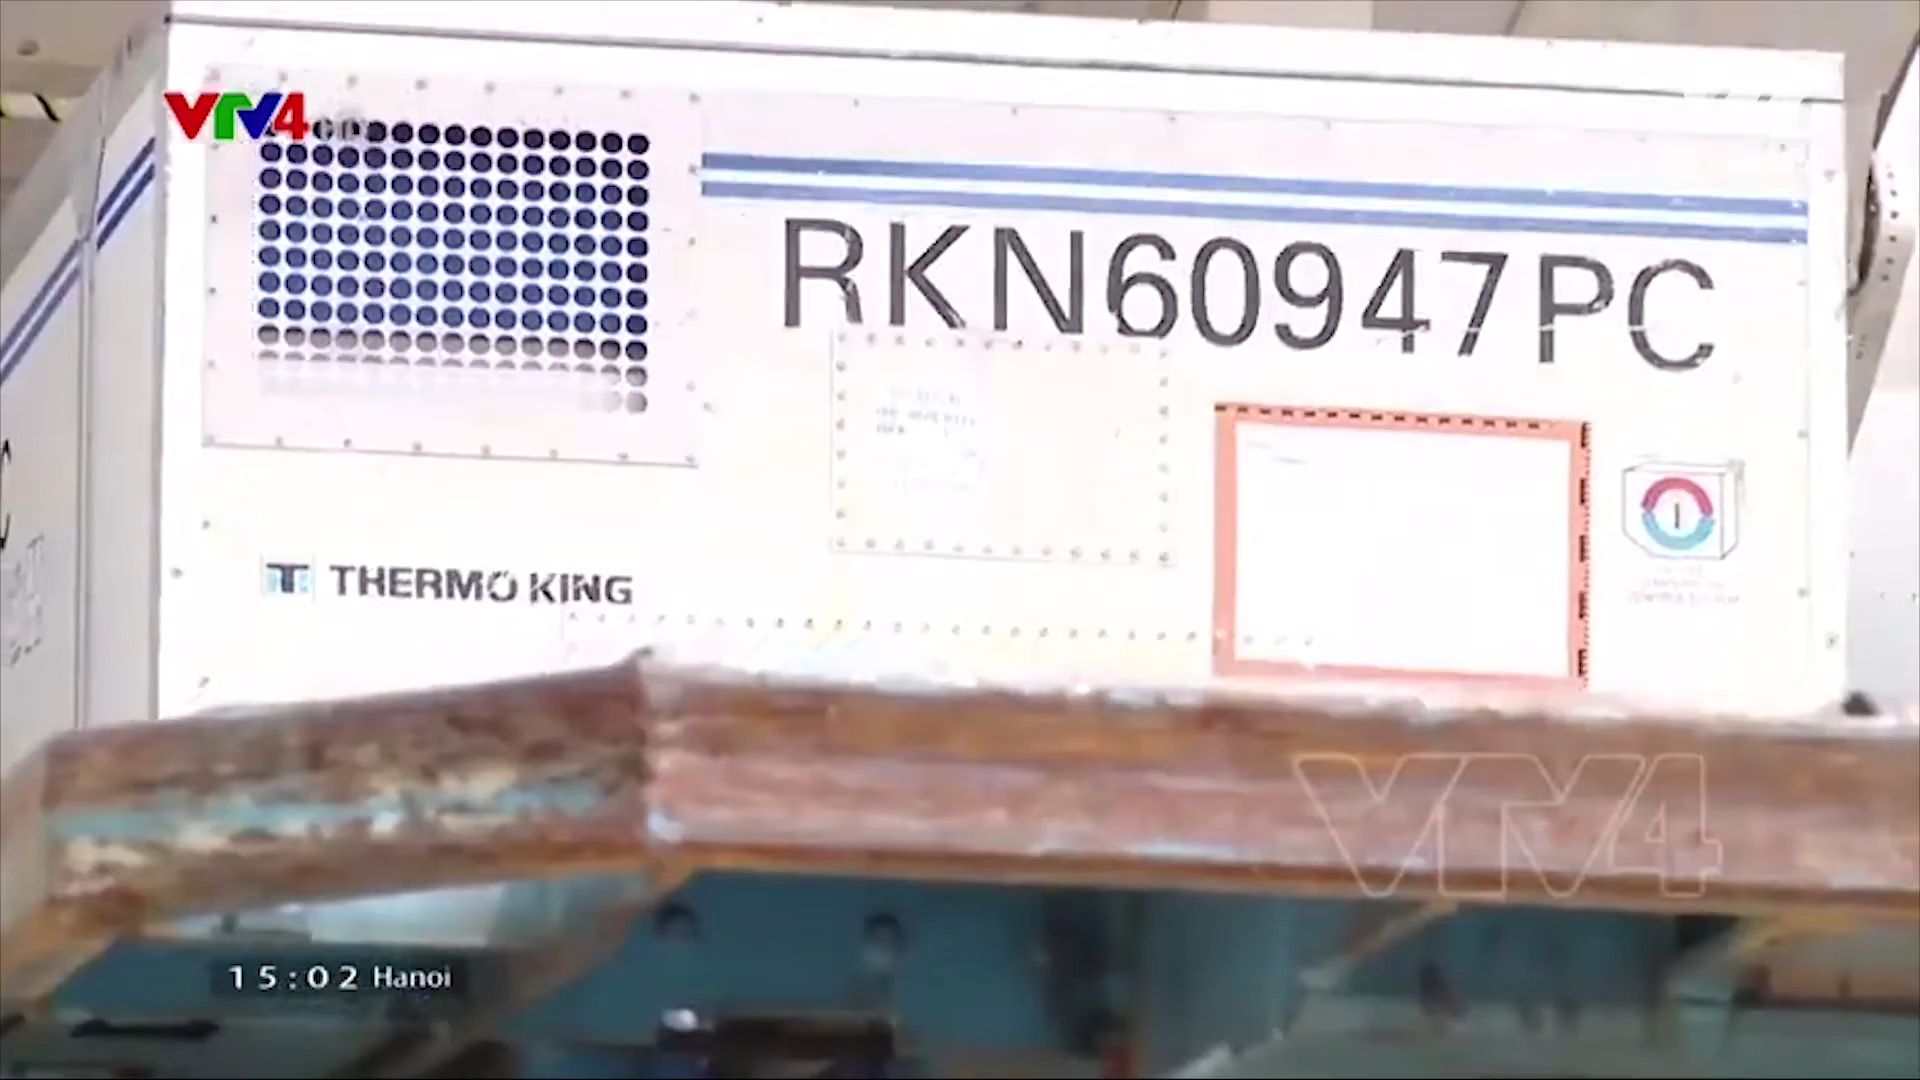 VTV4
RKN60947PC
THERMO KING
VTV4
15:02 Hanoi